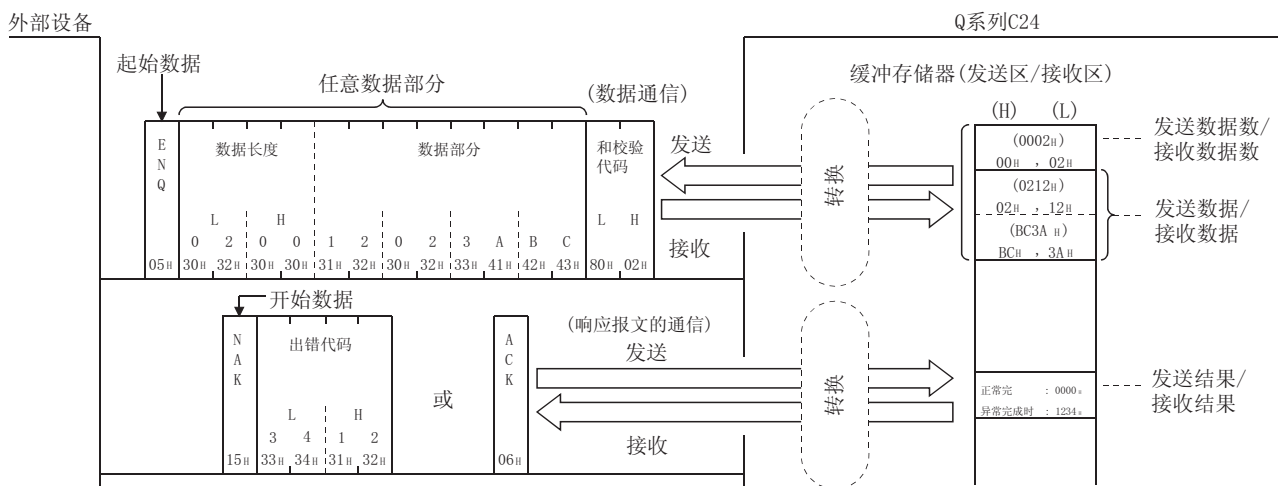 外部设备
Q系列C24
起始数据
任意数据部分
(数据通信)
缓冲存储器(发送区/接收区)
(H) (L)
E N Q
数据长度
数据部分
和校验
代码
发送
转换
(0002H)
00H , 02H
发送数据数/
接收数据数
(0212H)
02H , 12H
(BC3A H)
BCH , 3AH
发送数据/
接收数据
L H L H
0 2 0 0 1 2 0 2 3 A B C
05H 30H 32H 30H 30H 31H 32H 30H 32H 33H 41H 42H 43H 80H 02H
接收
开始数据
N A K
出错代码
A C K
(响应报文的通信)
发送
或
转换
正常完 : 0000H
异常完成时 : 1234H
发送结果/
接收结果
L H
3 4 1 2
15H 33H 34H 31H 32H
06H
接收